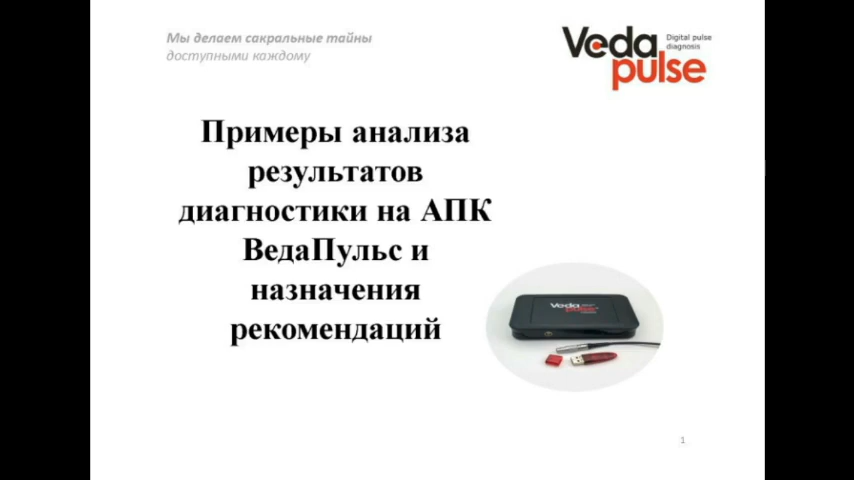 Мы делаем сакральные тайны
доступными каждому
Veda
pulse
Digital pulse
diagnosis
Примеры анализа
результатов
диагностики на АПК
ВедаПульс и
назначения
рекомендаций
Veda
pulse
1